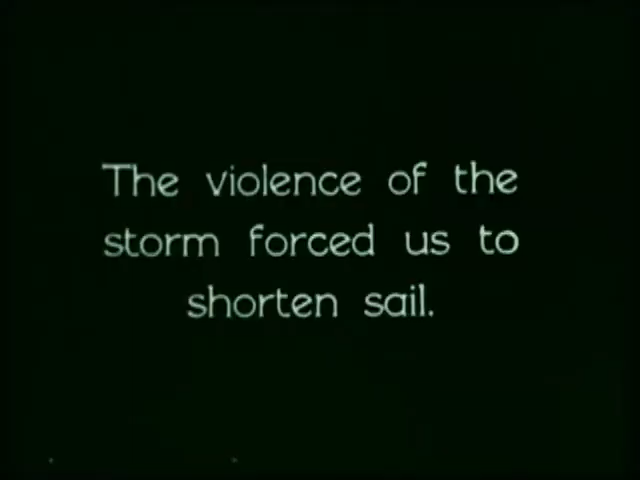 The violence of the
storm forced us to
shorten sail.